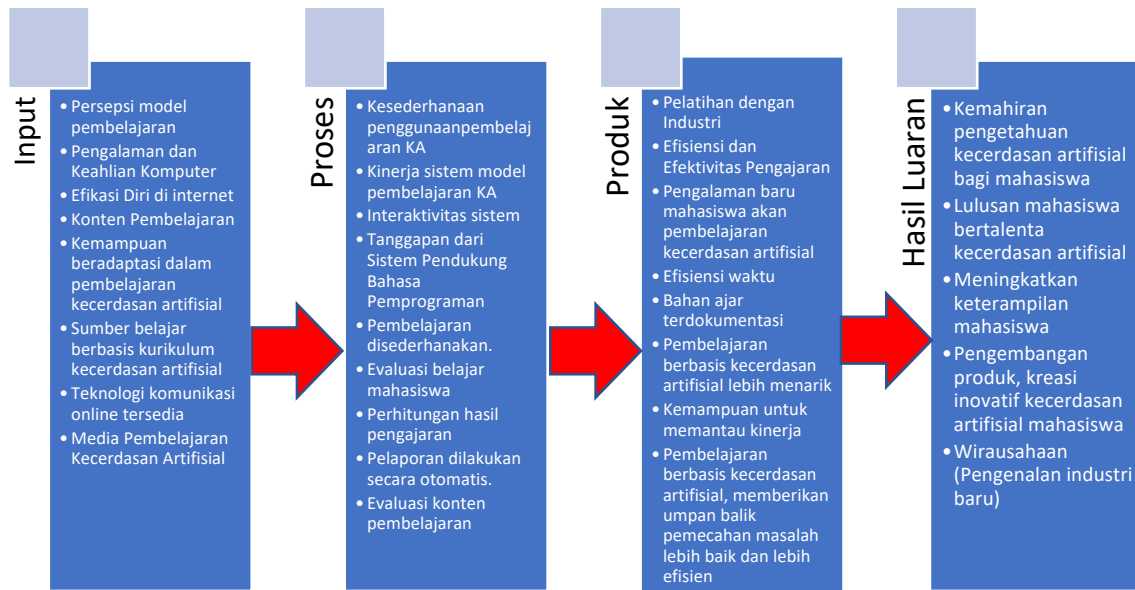 Input
• Persepsi model
pembelajaran
• Pengalaman dan
Keahlian Komputer
• Efikasi Diri di internet
• Konten Pembelajaran
• Kemampuan
beradaptasi dalam
pembelajaran
kecerdasan artifisial
• Sumber belajar
berbasis kurikulum
kecerdasan artifisial
• Teknologi komunikasi
online tersedia
• Media Pembelajaran
Kecerdasan Artifisial
Proses
• Kesederhanaan
penggunaanpembelaj
aran KA
• Kinerja sistem model
pembelajaran KA
• Interaktivitas sistem
• Tanggapan dari
Sistem Pendukung
Bahasa
Pemprograman
• Pembelajaran
disederhanakan.
• Evaluasi belajar
mahasiswa
• Perhitungan hasil
pengajaran
• Pelaporan dilakukan
secara otomatis.
• Evaluasi konten
pembelajaran
Produk
• Pelatihan dengan
Industri
• Efisiensi dan
Efektivitas Pengajaran
• Pengalaman baru
mahasiswa akan
pembelajaran
kecerdasan artifisial
• Efisiensi waktu
• Bahan ajar
terdokumentasi
• Pembelajaran
berbasis kecerdasan
artifisial lebih menarik
• Kemampuan untuk
memantau kinerja
• Pembelajaran
berbasis kecerdasan
artifisial, memberikan
umpan balik
pemecahan masalah
lebih baik dan lebih
efisien
Hasil Luaran
• Kemahiran
pengetahuan
kecerdasan artifisial
bagi mahasiswa
• Lulusan mahasiswa
bertalenta
kecerdasan artifisial
• Meningkatkan
keterampilan
mahasiswa
• Pengembangan
produk, kreasi
inovatif kecerdasan
artifisial mahasiswa
• Wirausahaan
(Pengenalan industri
baru)